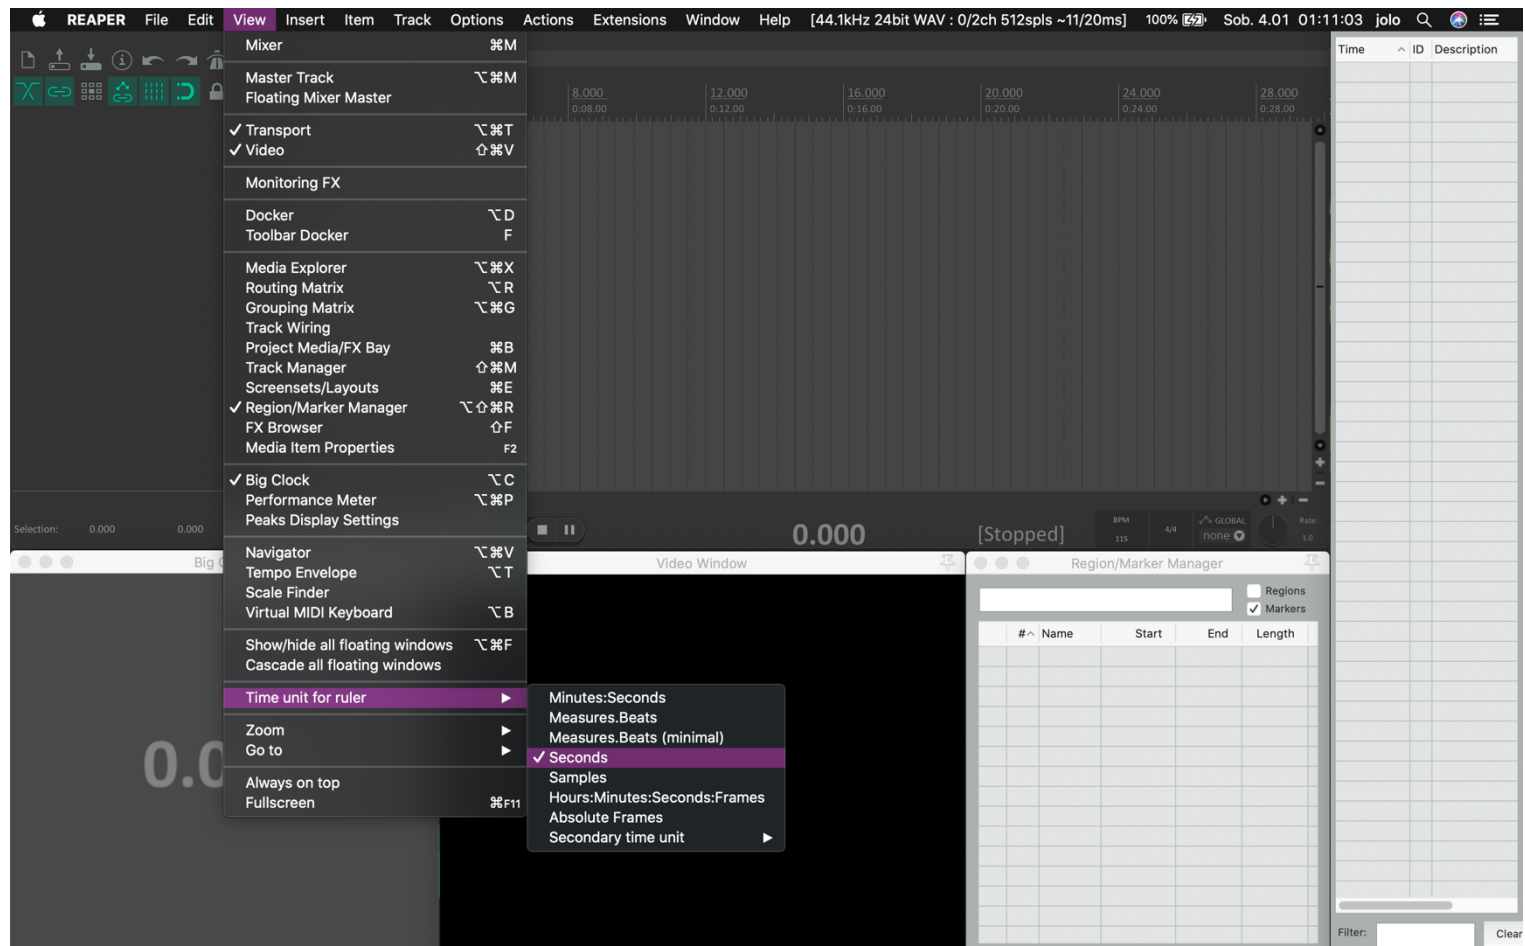 REAPER File Edit View Insert Item Track Options Actions Extensions Window Help [44.1kHz 24bit WAV : 0/2ch 512spls ~11/20ms] 100% Sob. 4.01 01:11:03 jolo
Mixer ⌘M
Master Track ⌥⌘M
Floating Mixer Master
✓ Transport ⌥⌘T
✓ Video ⇧⌘V
Monitoring FX
Docker ⌥D
Toolbar Docker F
Media Explorer ⌥⌘X
Routing Matrix ⌥R
Grouping Matrix ⌥⌘G
Track Wiring
Project Media/FX Bay ⌘B
Track Manager ⇧⌘M
Screensets/Layouts ⌘E
✓ Region/Marker Manager ⌥⇧⌘R
FX Browser ⇧F
Media Item Properties F2
✓ Big Clock ⌥C
Performance Meter ⌥⌘P
Peaks Display Settings
Navigator ⌥⌘V
Tempo Envelope ⌥T
Scale Finder
Virtual MIDI Keyboard ⌥B
Show/hide all floating windows ⌥⌘F
Cascade all floating windows
Time unit for ruler ▶
Zoom ▶
Go to ▶
Always on top
Fullscreen ⌘F11
Minutes:Seconds
Measures.Beats
Measures.Beats (minimal)
✓ Seconds
Samples
Hours:Minutes:Seconds:Frames
Absolute Frames
Secondary time unit ▶
8.000 12.000 16.000 20.000 24.000 28.000
0:08.00 0:12.00 0:16.00 0:20.00 0:24.00 0:28.00
Selection: 0.000 0.000
0.000 [Stopped]
BPM
115
4/4
GLOBAL
none
Rate:
1.0
Big
0.0
Video Window
Region/Marker Manager
Regions
✓ Markers
# Name Start End Length
Time ID Description
Filter: Clear